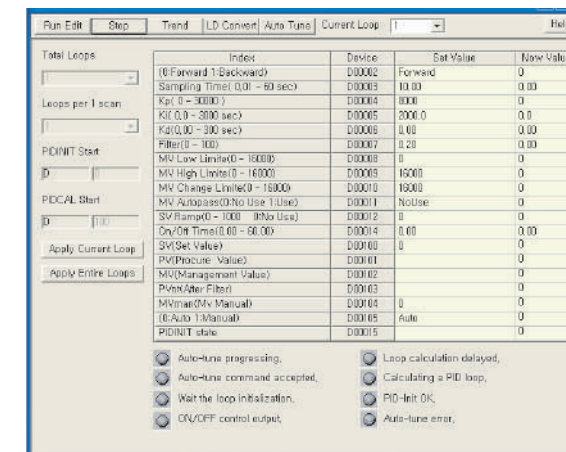 Run Edit Stop Trend LD Convert Auto Tune Current Loop 1 Hel
Total Loops
1
Loops per 1 scan
1
PIDINIT Start
D 0
PIDCAL Start
D 100
Apply Current Loop
Apply Entire Loops
Index Device Set Value Now Valu
(0:Forward 1:Backward) D00002 Forward 0
Sampling Time( 0,01 - 60 sec) D00003 10,00 0,00
Kp( 0 - 30000 ) D00004 8000 0
Ki( 0,0 - 3000 sec) D00005 2000,0 0,0
Kd(0,00 - 300 sec) D00006 0,00 0,00
Filter(0 - 100) D00007 0,20 0,00
MV Low Limite(0 - 16000) D00008 0 0
MV High Limite(0 - 16000) D00009 16000 0
MV Change Limite(0 - 16000) D00010 16000 0
MV Autopass(0:No Use 1:Use) D00011 NoUse 0
SV Ramp(0 - 1000 0:No Use) D00012 0 0
On/Off Time(0,00 - 60,00) D00014 0,00 0,00
SV(Set Value) D00100 0 0
PV(Procure Value) D00101 0
MV(Management Value) D00102 0
PVnt(After Filter) D00103 0
MVman(Mv Manual) D00104 0 0
(0:Auto 1:Manual) D00105 Auto 0
PIDINIT state D00015 0
Auto-tune progressing,
Auto-tune command accepted,
Wait the loop initialization,
ON/OFF control output,
Loop calculation delayed,
Calculating a PID loop,
PID-Init OK,
Auto-tune error,